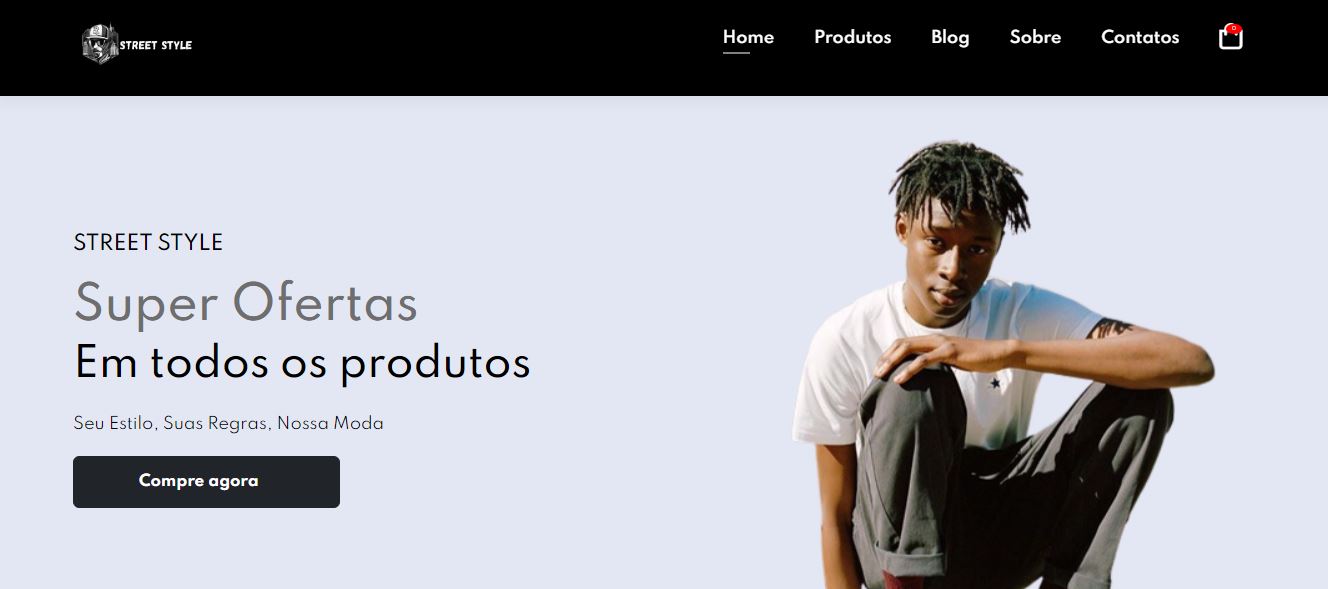 STREET STYLE
Home Produtos Blog Sobre Contatos 0
STREET STYLE
Super Ofertas
Em todos os produtos
Seu Estilo, Suas Regras, Nossa Moda
Compre agora